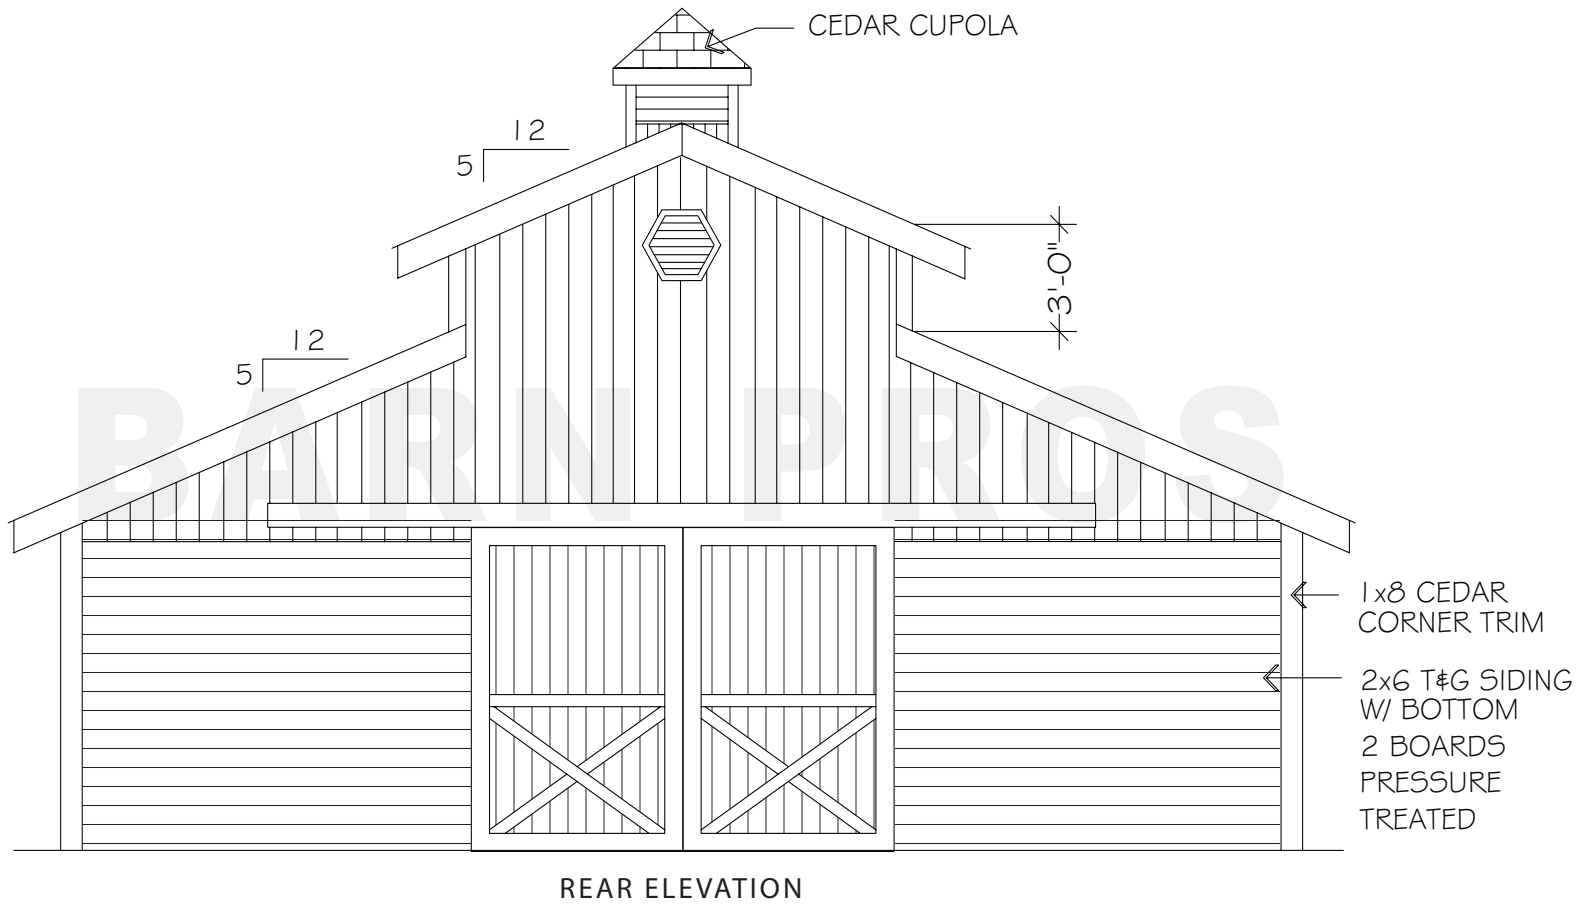 CEDAR CUPOLA
12
5
3'-0"
12
5
BARN PROS
1x8 CEDAR
CORNER TRIM
2x6 T&G SIDING
W/ BOTTOM
2 BOARDS
PRESSURE
TREATED
REAR ELEVATION